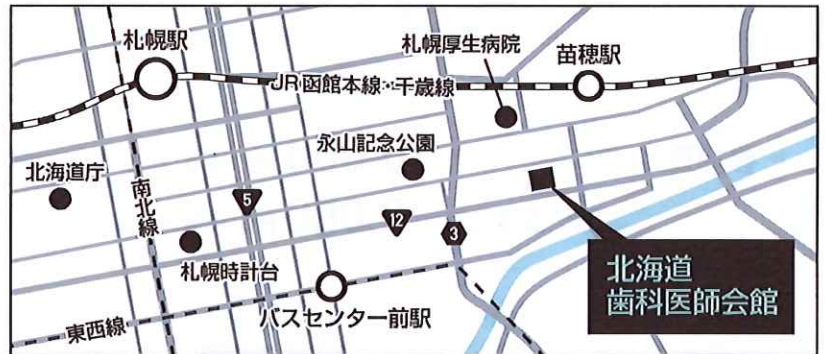 札幌駅
札幌厚生病院
苗穂駅
JR函館本線・千歳線
永山記念公園
北海道庁
南北線
5
12
3
札幌時計台
北海道
歯科医師会館
バスセンター前駅
東西線